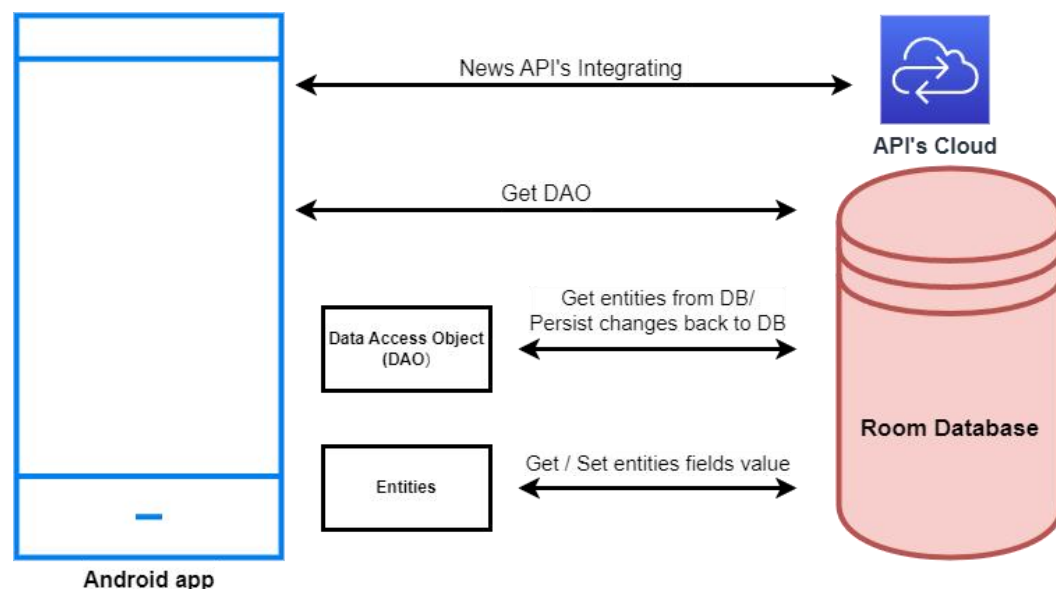 News API's Integrating
API's Cloud
Get DAO
Get entities from DB/
Persist changes back to DB
Data Access Object
(DAO)
Room Database
Get / Set entities fields value
Entities
Android app